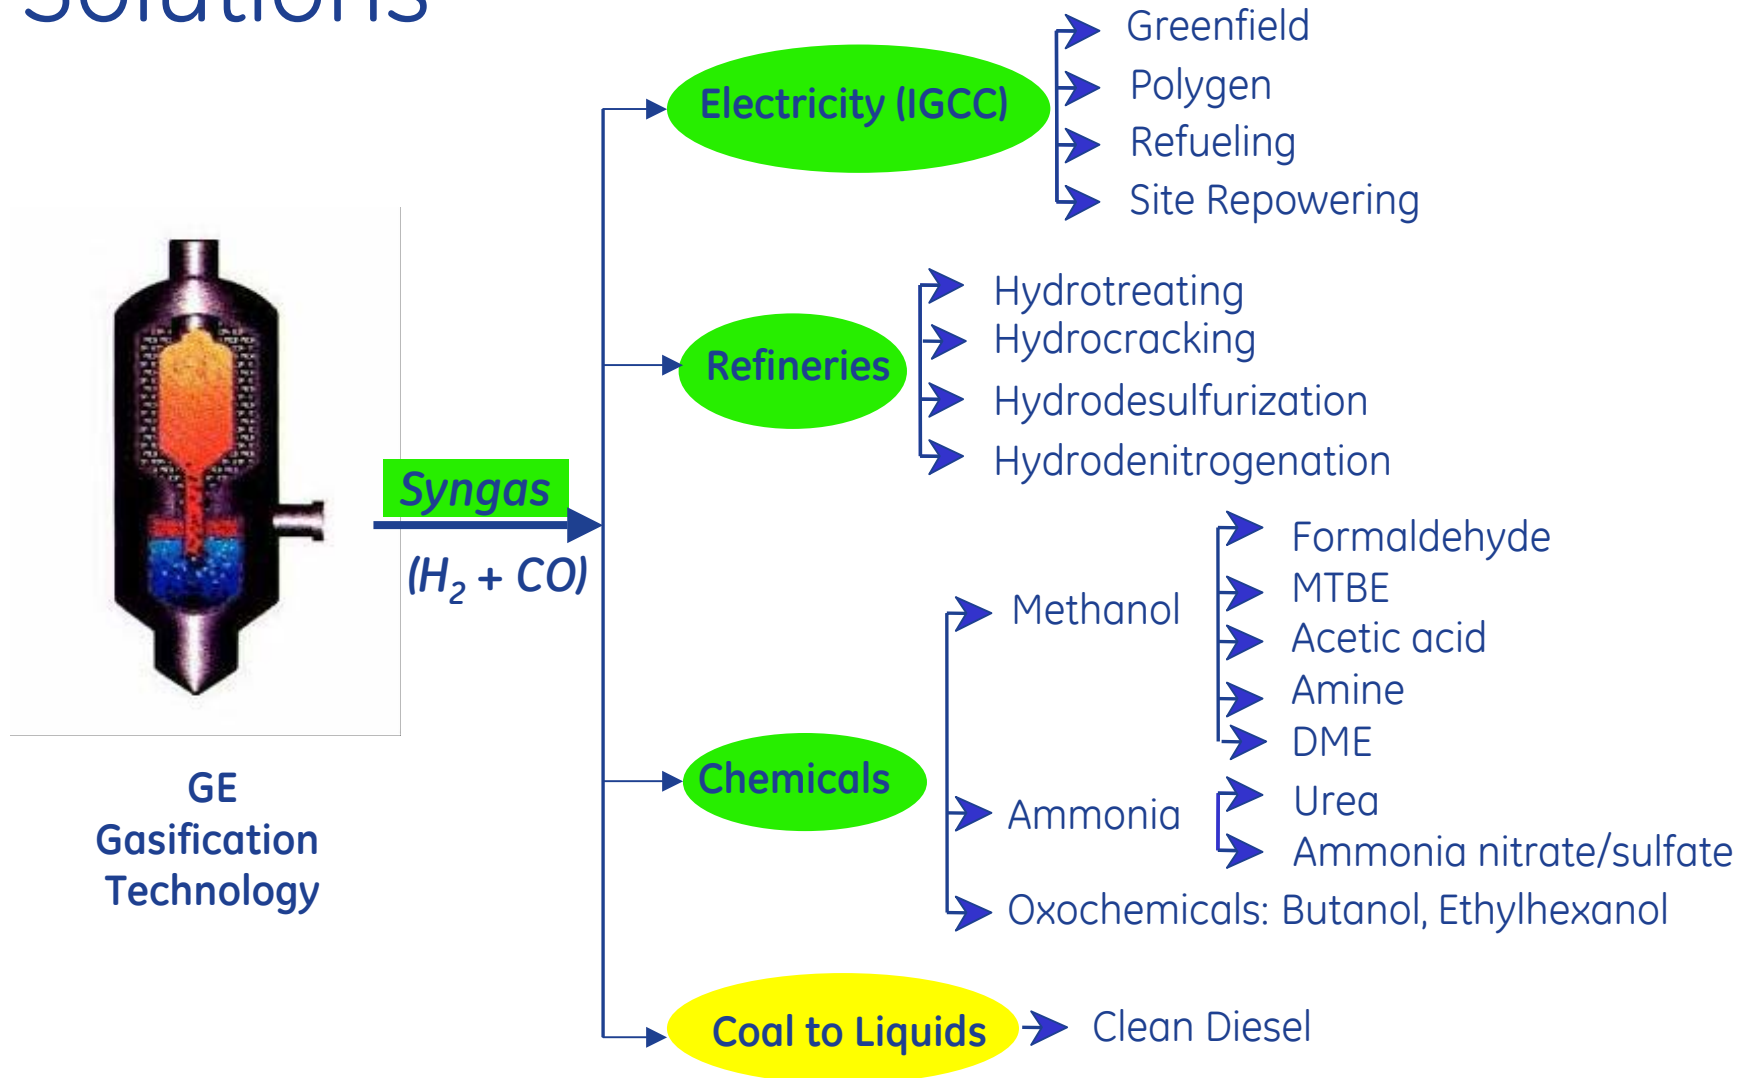 Solutions
Electricity (IGCC)
Greenfield
Polygen
Refueling
Site Repowering
Refineries
Hydrotreating
Hydrocracking
Hydrodesulfurization
Hydrodenitrogenation
Syngas
(H₂ + CO)
Chemicals
Methanol
Formaldehyde
MTBE
Acetic acid
Amine
DME
Ammonia
Urea
Ammonia nitrate/sulfate
Oxochemicals: Butanol, Ethylhexanol
Coal to Liquids
Clean Diesel
GE
Gasification
Technology